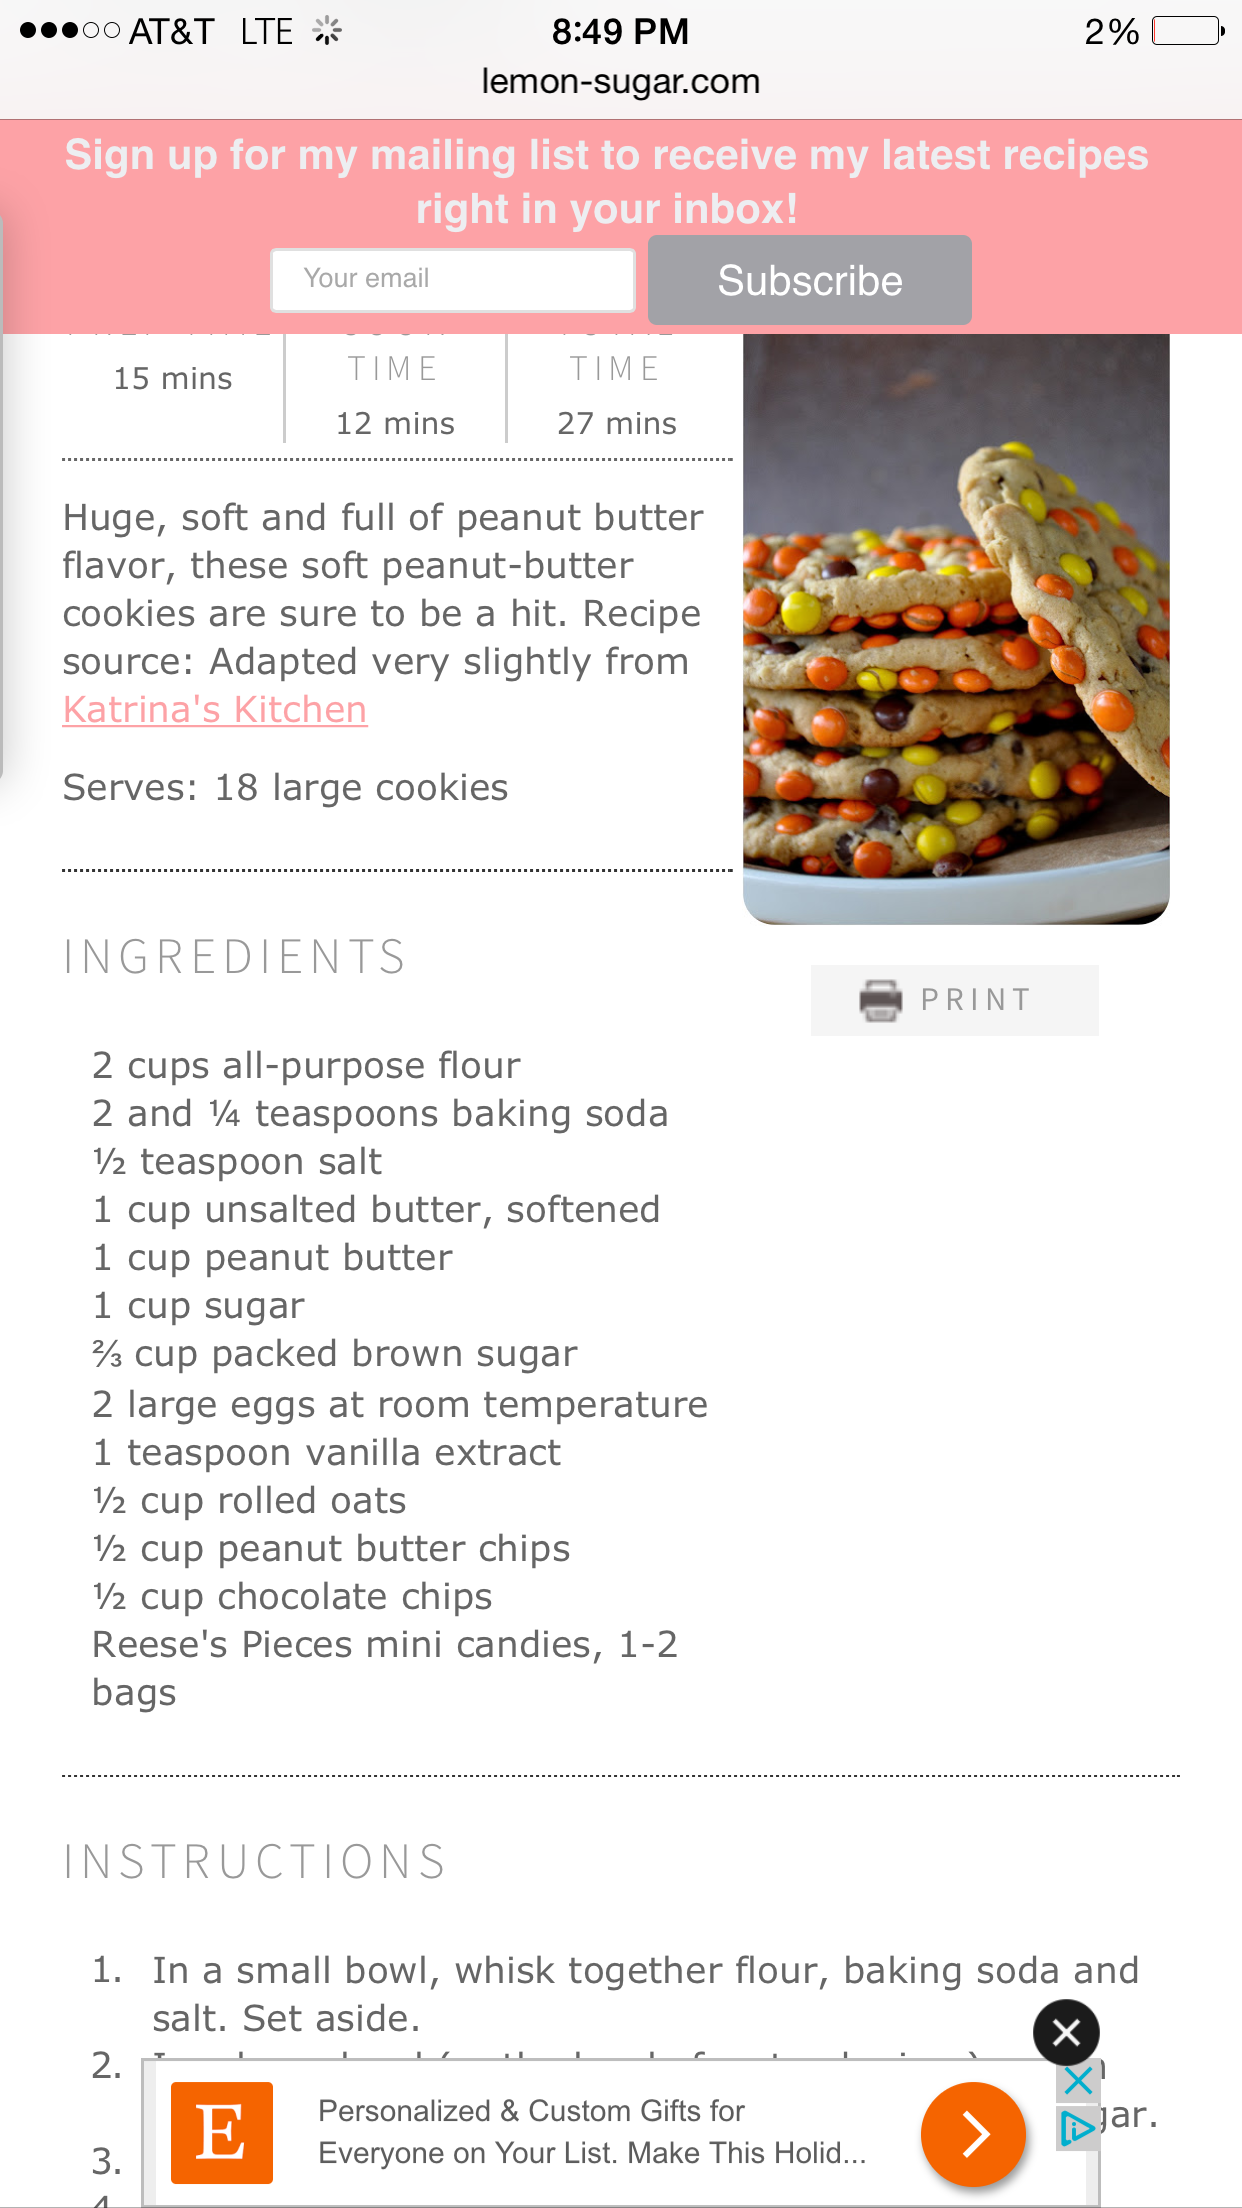 AT&T LTE 8:49 PM 2%
lemon-sugar.com
Sign up for my mailing list to receive my latest recipes
right in your inbox!
Your email Subscribe
TIME TIME
15 mins
12 mins 27 mins
Huge, soft and full of peanut butter
flavor, these soft peanut-butter
cookies are sure to be a hit. Recipe
source: Adapted very slightly from
Katrina's Kitchen
Serves: 18 large cookies
INGREDIENTS
PRINT
2 cups all-purpose flour
2 and ¼ teaspoons baking soda
½ teaspoon salt
1 cup unsalted butter, softened
1 cup peanut butter
1 cup sugar
⅔ cup packed brown sugar
2 large eggs at room temperature
1 teaspoon vanilla extract
½ cup rolled oats
½ cup peanut butter chips
½ cup chocolate chips
Reese's Pieces mini candies, 1-2
bags
INSTRUCTIONS
1. In a small bowl, whisk together flour, baking soda and
salt. Set aside.
2.
3.
E
Personalized & Custom Gifts for
Everyone on Your List. Make This Holid...